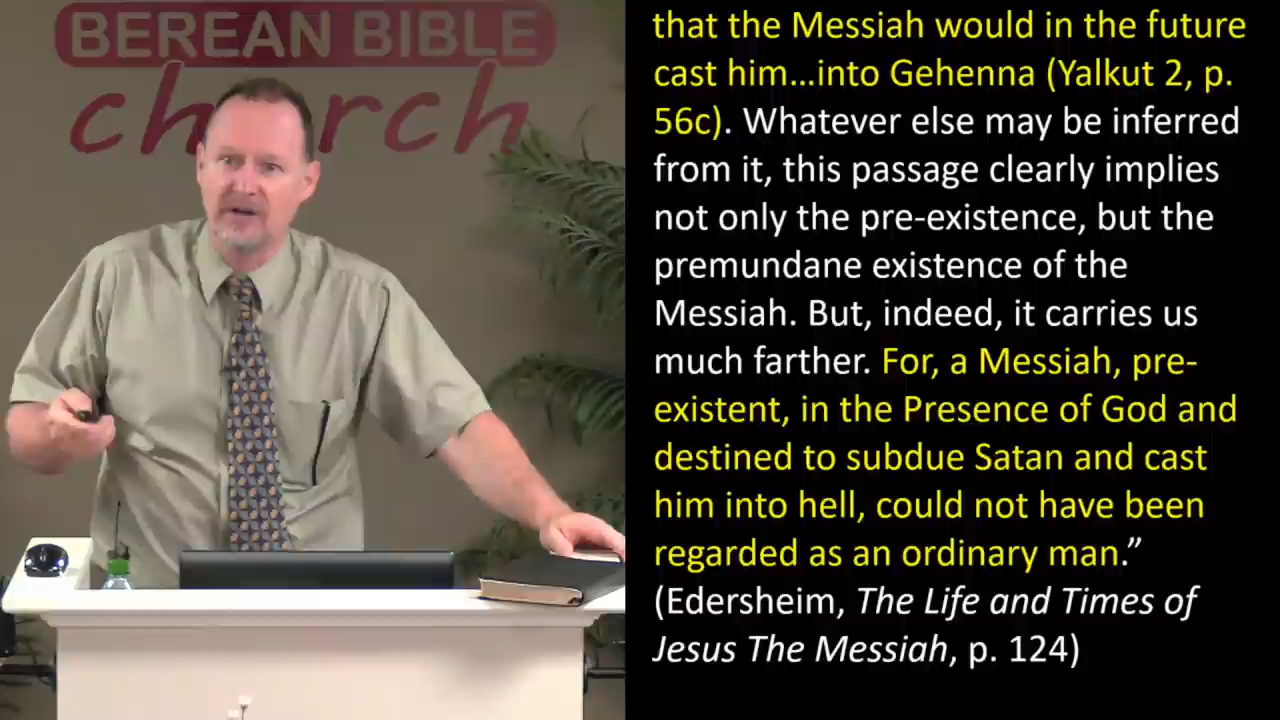 BEREAN BIBLE
church
that the Messiah would in the future
cast him…into Gehenna (Yalkut 2, p.
56c). Whatever else may be inferred
from it, this passage clearly implies
not only the pre-existence, but the
premundane existence of the
Messiah. But, indeed, it carries us
much farther. For, a Messiah, pre-
existent, in the Presence of God and
destined to subdue Satan and cast
him into hell, could not have been
regarded as an ordinary man.”
(Edersheim, The Life and Times of
Jesus The Messiah, p. 124)